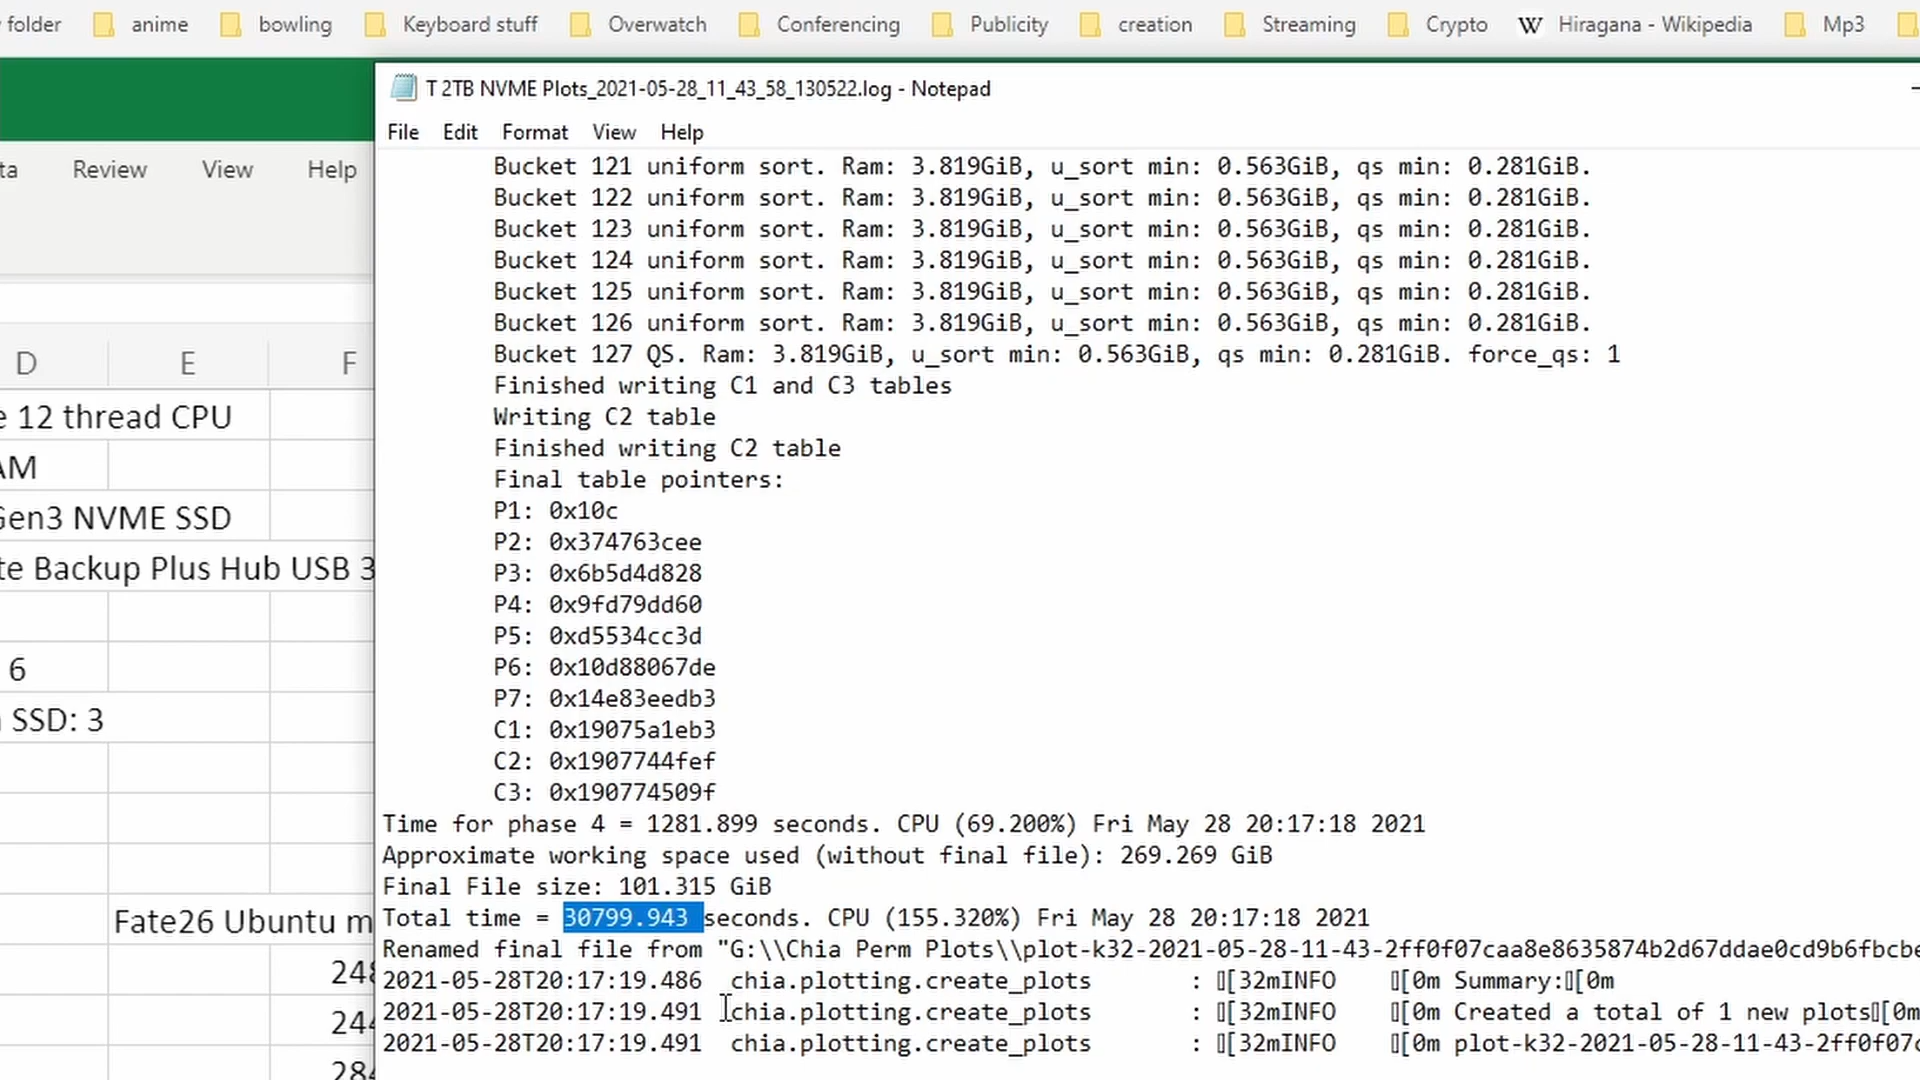 folder anime bowling Keyboard stuff Overwatch Conferencing Publicity creation Streaming Crypto W Hiragana - Wikipedia Mp3
T 2TB NVME Plots_2021-05-28_11_43_58_130522.log - Notepad
File Edit Format View Help
Review View Help
Bucket 121 uniform sort. Ram: 3.819GiB, u_sort min: 0.563GiB, qs min: 0.281GiB.
Bucket 122 uniform sort. Ram: 3.819GiB, u_sort min: 0.563GiB, qs min: 0.281GiB.
Bucket 123 uniform sort. Ram: 3.819GiB, u_sort min: 0.563GiB, qs min: 0.281GiB.
Bucket 124 uniform sort. Ram: 3.819GiB, u_sort min: 0.563GiB, qs min: 0.281GiB.
Bucket 125 uniform sort. Ram: 3.819GiB, u_sort min: 0.563GiB, qs min: 0.281GiB.
Bucket 126 uniform sort. Ram: 3.819GiB, u_sort min: 0.563GiB, qs min: 0.281GiB.
Bucket 127 QS. Ram: 3.819GiB, u_sort min: 0.563GiB, qs min: 0.281GiB. force_qs: 1
Finished writing C1 and C3 tables
Writing C2 table
Finished writing C2 table
Final table pointers:
P1: 0x10c
P2: 0x374763cee
P3: 0x6b5d4d828
P4: 0x9fd79dd60
P5: 0xd5534cc3d
P6: 0x10d88067de
P7: 0x14e83eedb3
C1: 0x19075a1eb3
C2: 0x1907744fef
C3: 0x190774509f
Time for phase 4 = 1281.899 seconds. CPU (69.200%) Fri May 28 20:17:18 2021
Approximate working space used (without final file): 269.269 GiB
Final File size: 101.315 GiB
Total time = 30799.943 seconds. CPU (155.320%) Fri May 28 20:17:18 2021
Renamed final file from "G:\\Chia Perm Plots\\plot-k32-2021-05-28-11-43-2ff0f07caa8e8635874b2d67ddae0cd9b6fbcbe
2021-05-28T20:17:19.486 chia.plotting.create_plots : [32mINFO [0m Summary:[0m
2021-05-28T20:17:19.491 chia.plotting.create_plots : [32mINFO [0m Created a total of 1 new plots[0m
2021-05-28T20:17:19.491 chia.plotting.create_plots : [32mINFO [0m plot-k32-2021-05-28-11-43-2ff0f07
D E F
12 thread CPU
AM
Gen3 NVME SSD
te Backup Plus Hub USB 3
6
SSD: 3
Fate26 Ubuntu m
248
244
284